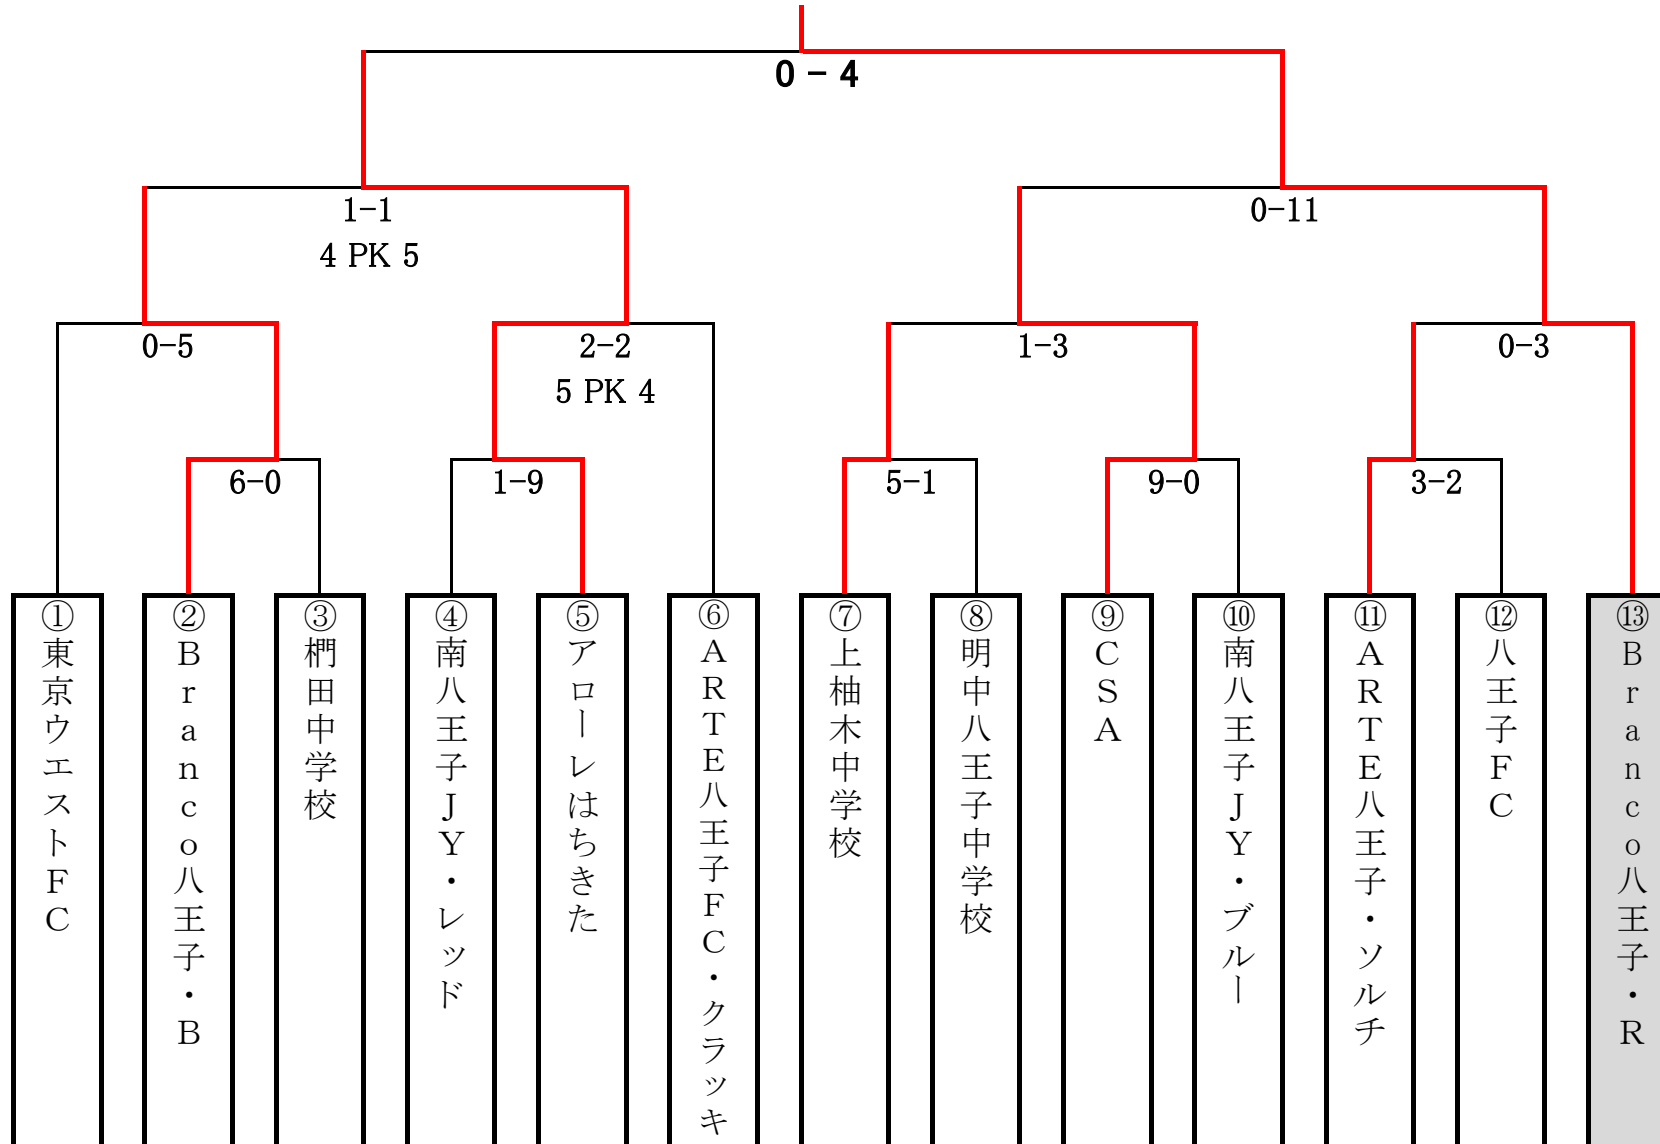 0－4
1-1
4 PK 5
0-11
0-5
2-2
5 PK 4
1-3
0-3
6-0
1-9
5-1
9-0
3-2
①東京ウエストFC
②Branco八王子・B
③椚田中学校
④南八王子JY・レッド
⑤アローレはちきた
⑥ARTE八王子FC・クラッキ
⑦上柚木中学校
⑧明中八王子中学校
⑨CSA
⑩南八王子JY・ブルー
⑪ARTE八王子・ソルチ
⑫八王子FC
⑬Branco八王子・R